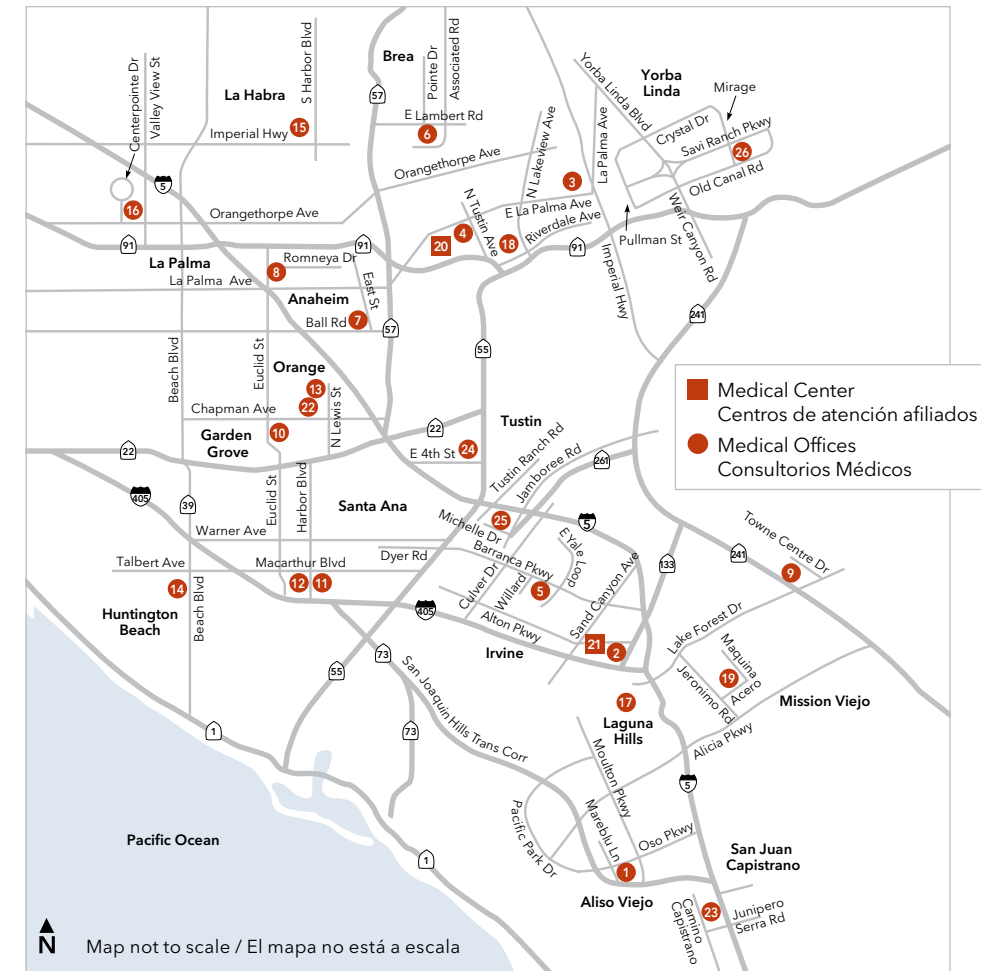 Centerpointe Dr
Valley View St
La Habra
S Harbor Blvd
Imperial Hwy
15
Brea
57
Pointe Dr
Associated Rd
E Lambert Rd
6
Yorba Linda Blvd
Yorba
Linda
Mirage
Crystal Dr
Savi Ranch Pkwy
26
Old Canal Rd
Pullman St
Weir Canyon Rd
La Palma Ave
Imperial Hwy
N Lakeview Ave
3
Orangethorpe Ave
E La Palma Ave
Riverdale Ave
N Tustin Ave
4
20
18
91
5
16
Orangethorpe Ave
91
91
La Palma
Romneya Dr
8
La Palma Ave
East St
Anaheim
Ball Rd
7
57
55
241
Beach Blvd
Euclid St
Orange
13
22
Chapman Ave
N Lewis St
10
Garden
Grove
22
22
Tustin
E 4th St
24
Medical Center
Centros de atención afiliados
Medical Offices
Consultorios Médicos
405
39
Euclid St
Harbor Blvd
Santa Ana
Tustin Ranch Rd
Jamboree Rd
261
25
Michelle Dr
5
Warner Ave
Barranca Pkwy
E Yale Loop
Dyer Rd
Talbert Ave
Macarthur Blvd
14
12
11
Huntington
Beach
Beach Blvd
405
Culver Dr
Willard
5
Sand Canyon Ave
133
241
Towne Centre Dr
9
Alton Pkwy
Irvine
21
2
Lake Forest Dr
Maquina
19
Acero
Jeronimo Rd
Mission Viejo
17
Laguna
Hills
Alicia Pkwy
55
73
San Joaquin Hills Trans Corr
73
1
Moulton Pkwy
5
Mareblu Ln
Pacific Park Dr
Oso Pkwy
1
Aliso Viejo
San Juan
Capistrano
23
Camino
Capistrano
Junipero
Serra Rd
Pacific Ocean
1
N
Map not to scale / El mapa no está a escala